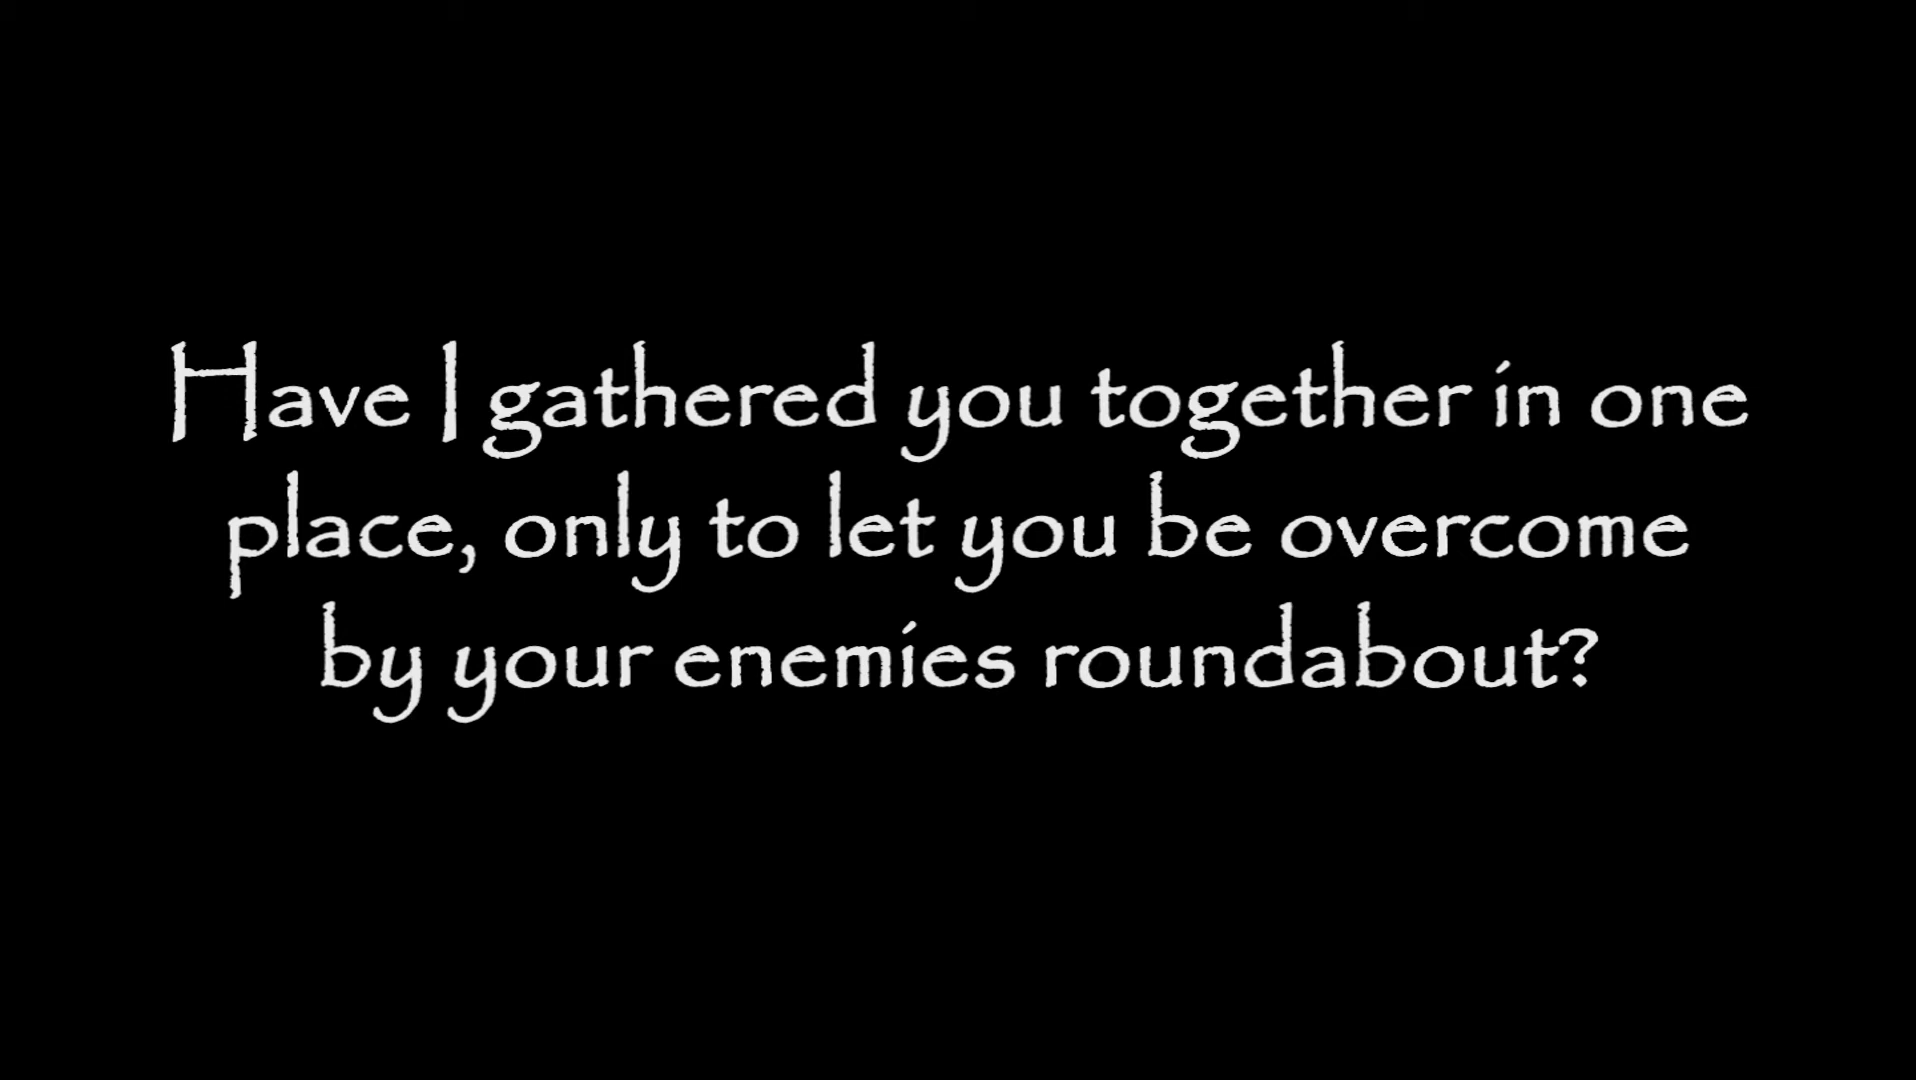 Have I gathered you together in one
place, only to let you be overcome
by your enemies roundabout?